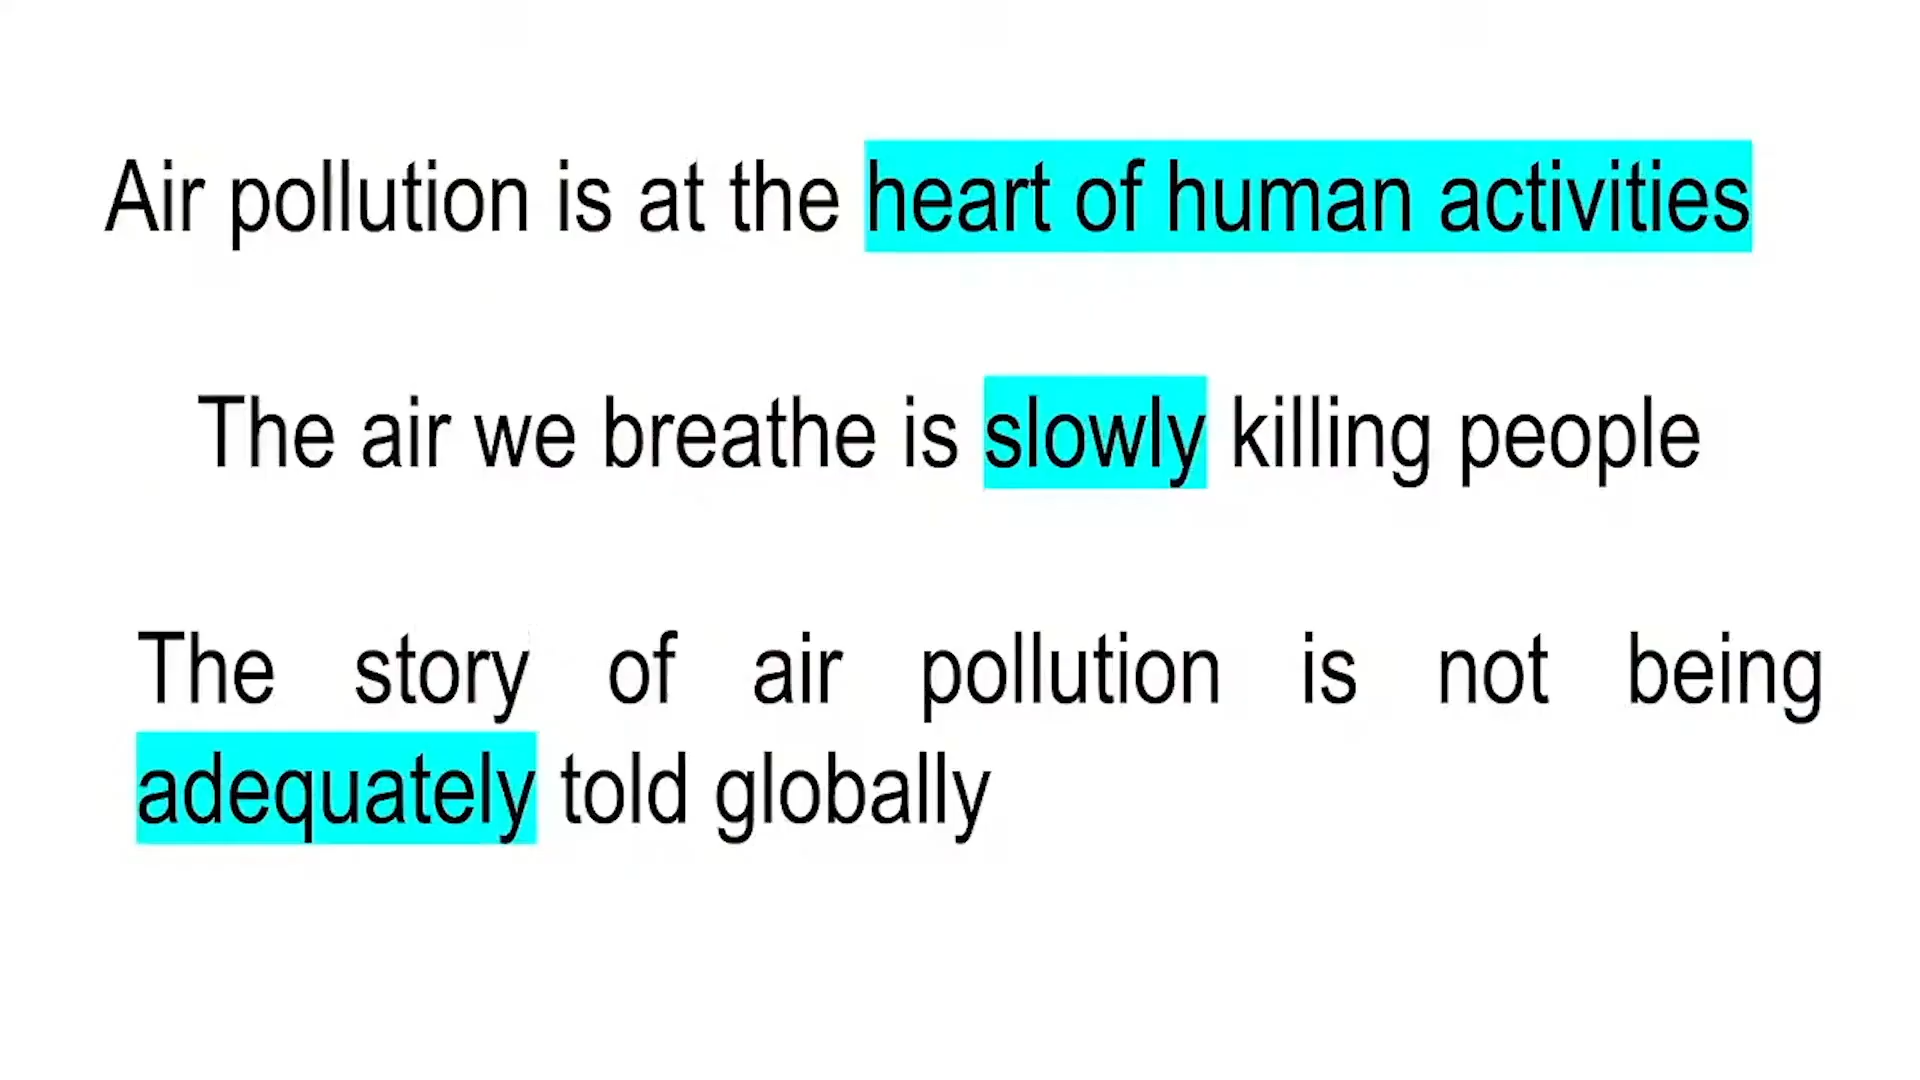 Air pollution is at the heart of human activities
The air we breathe is slowly killing people
The story of air pollution is not being
adequately told globally